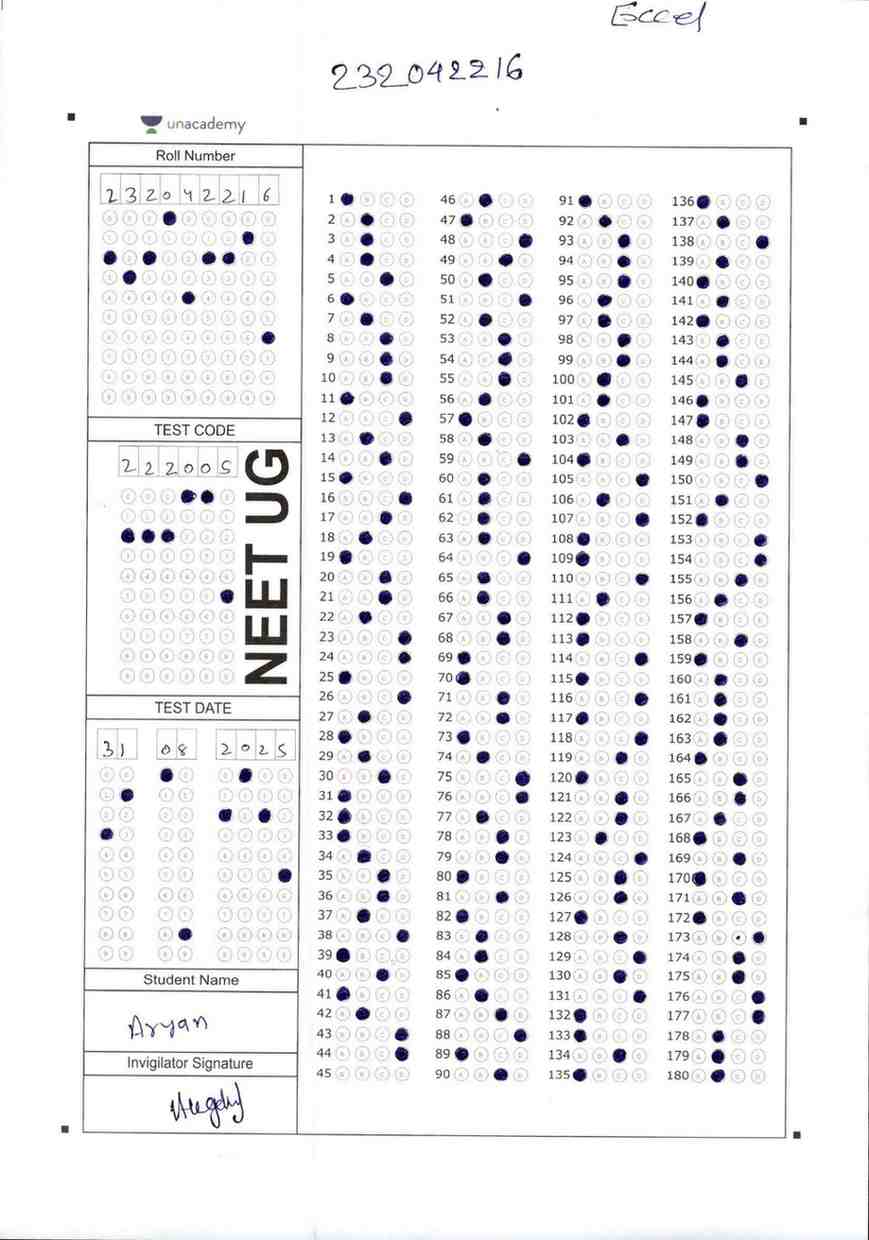 Excel
232042216
unacademy
Roll Number
2 3 2 0 4 2 2 1 6
TEST CODE
2 2 2 0 0 5
NEET UG
TEST DATE
31 08 2025
Student Name
Aryan
Invigilator Signature
1 46 91 136
2 47 92 137
3 48 93 138
4 49 94 139
5 50 95 140
6 51 96 141
7 52 97 142
8 53 98 143
9 54 99 144
10 55 100 145
11 56 101 146
12 57 102 147
13 58 103 148
14 59 104 149
15 60 105 150
16 61 106 151
17 62 107 152
18 63 108 153
19 64 109 154
20 65 110 155
21 66 111 156
22 67 112 157
23 68 113 158
24 69 114 159
25 70 115 160
26 71 116 161
27 72 117 162
28 73 118 163
29 74 119 164
30 75 120 165
31 76 121 166
32 77 122 167
33 78 123 168
34 79 124 169
35 80 125 170
36 81 126 171
37 82 127 172
38 83 128 173
39 84 129 174
40 85 130 175
41 86 131 176
42 87 132 177
43 88 133 178
44 89 134 179
45 90 135 180